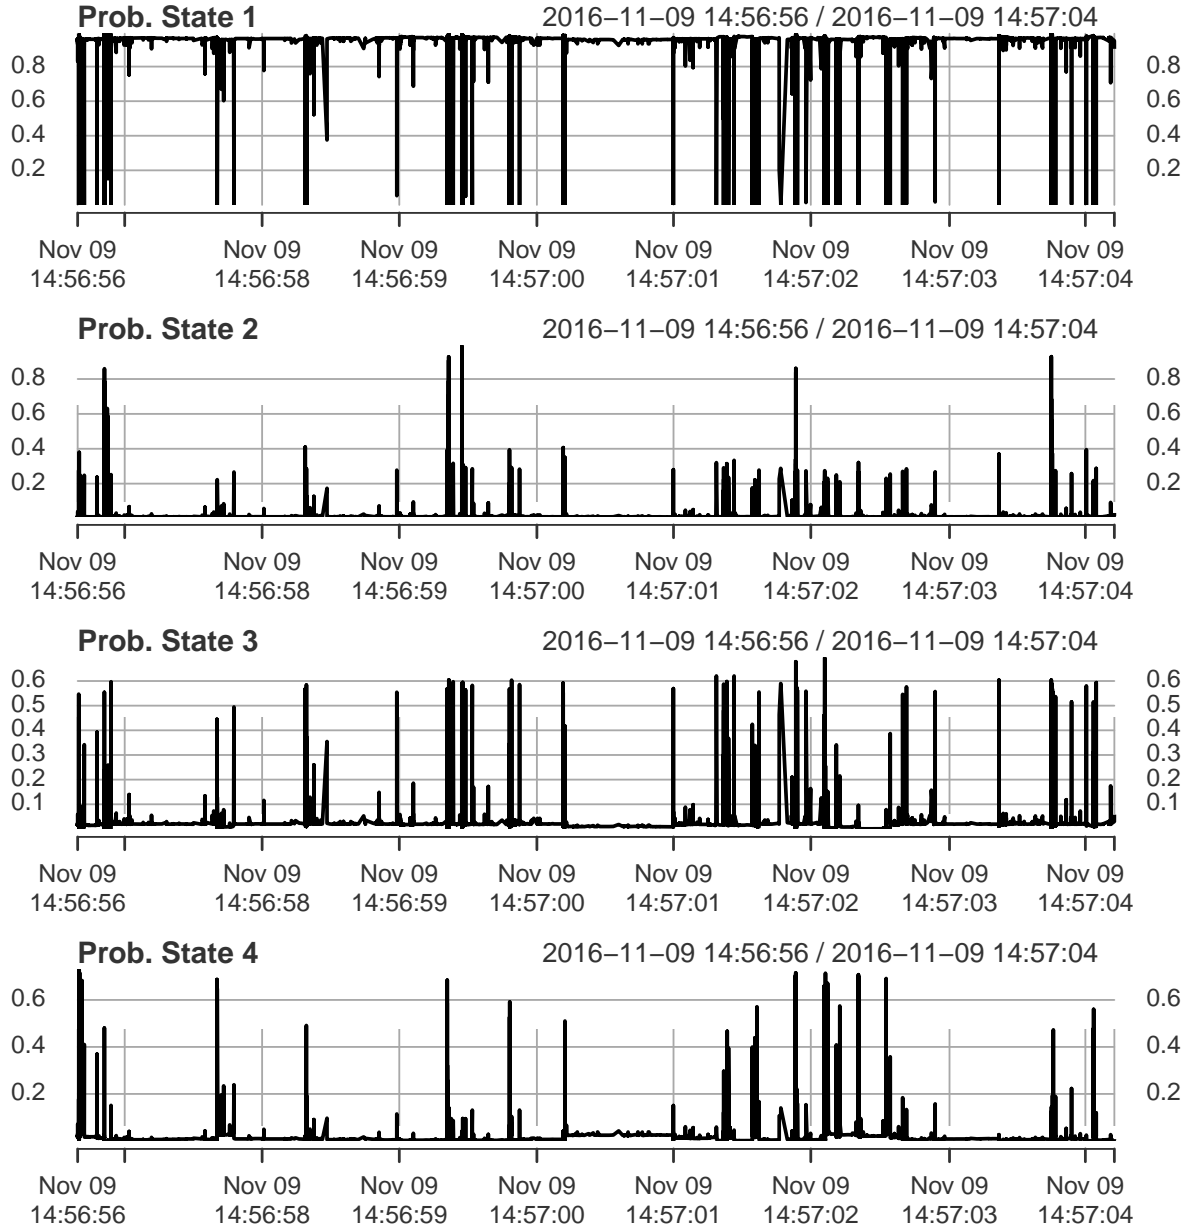 Prob. State 1 2016−11−09 14:56:56 / 2016−11−09 14:57:04
0.8 0.8
0.6 0.6
0.4 0.4
0.2 0.2
Nov 09 Nov 09 Nov 09 Nov 09 Nov 09 Nov 09 Nov 09 Nov 09
14:56:56 14:56:58 14:56:59 14:57:00 14:57:01 14:57:02 14:57:03 14:57:04
Prob. State 2 2016−11−09 14:56:56 / 2016−11−09 14:57:04
0.8 0.8
0.6 0.6
0.4 0.4
0.2 0.2
Nov 09 Nov 09 Nov 09 Nov 09 Nov 09 Nov 09 Nov 09 Nov 09
14:56:56 14:56:58 14:56:59 14:57:00 14:57:01 14:57:02 14:57:03 14:57:04
Prob. State 3 2016−11−09 14:56:56 / 2016−11−09 14:57:04
0.6 0.6
0.5 0.5
0.4 0.4
0.3 0.3
0.2 0.2
0.1 0.1
Nov 09 Nov 09 Nov 09 Nov 09 Nov 09 Nov 09 Nov 09 Nov 09
14:56:56 14:56:58 14:56:59 14:57:00 14:57:01 14:57:02 14:57:03 14:57:04
Prob. State 4 2016−11−09 14:56:56 / 2016−11−09 14:57:04
0.6 0.6
0.4 0.4
0.2 0.2
Nov 09 Nov 09 Nov 09 Nov 09 Nov 09 Nov 09 Nov 09 Nov 09
14:56:56 14:56:58 14:56:59 14:57:00 14:57:01 14:57:02 14:57:03 14:57:04